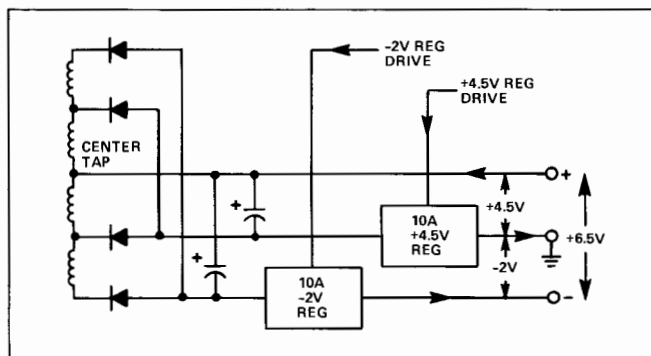 -2V REG
DRIVE
+4.5V REG
DRIVE
CENTER
TAP
+
+
+
+4.5V
+6.5V
10A
+4.5V
REG
-2V
10A
-2V
REG
-